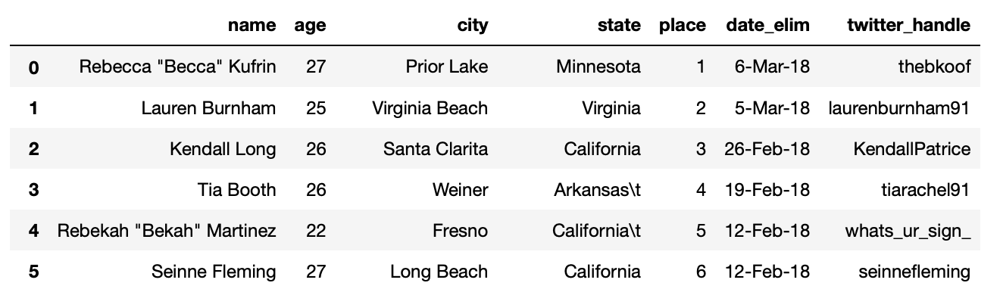 name age city state place date_elim twitter_handle
0 Rebecca "Becca" Kufrin 27 Prior Lake Minnesota 1 6-Mar-18 thebkoof
1 Lauren Burnham 25 Virginia Beach Virginia 2 5-Mar-18 laurenburnham91
2 Kendall Long 26 Santa Clarita California 3 26-Feb-18 KendallPatrice
3 Tia Booth 26 Weiner Arkansas\t 4 19-Feb-18 tiarachel91
4 Rebekah "Bekah" Martinez 22 Fresno California\t 5 12-Feb-18 whats_ur_sign_
5 Seinne Fleming 27 Long Beach California 6 12-Feb-18 seinnefleming